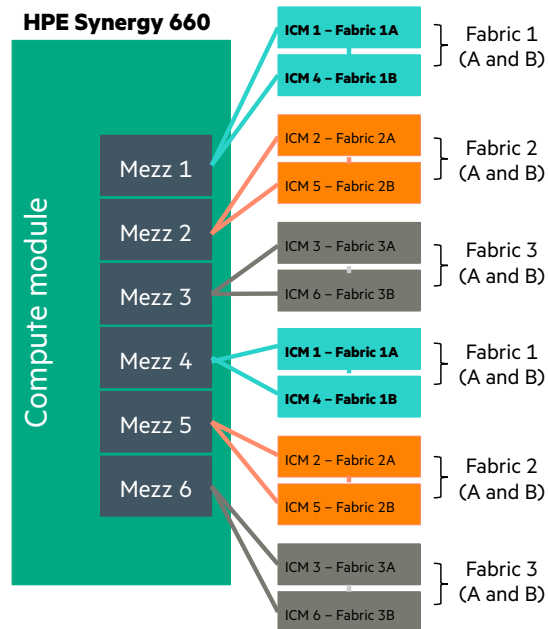 HPE Synergy 660
Compute module
Mezz 1
Mezz 2
Mezz 3
Mezz 4
Mezz 5
Mezz 6
ICM 1 – Fabric 1A
ICM 4 – Fabric 1B
Fabric 1
(A and B)
ICM 2 – Fabric 2A
ICM 5 – Fabric 2B
Fabric 2
(A and B)
ICM 3 – Fabric 3A
ICM 6 – Fabric 3B
Fabric 3
(A and B)
ICM 1 – Fabric 1A
ICM 4 – Fabric 1B
Fabric 1
(A and B)
ICM 2 – Fabric 2A
ICM 5 – Fabric 2B
Fabric 2
(A and B)
ICM 3 – Fabric 3A
ICM 6 – Fabric 3B
Fabric 3
(A and B)